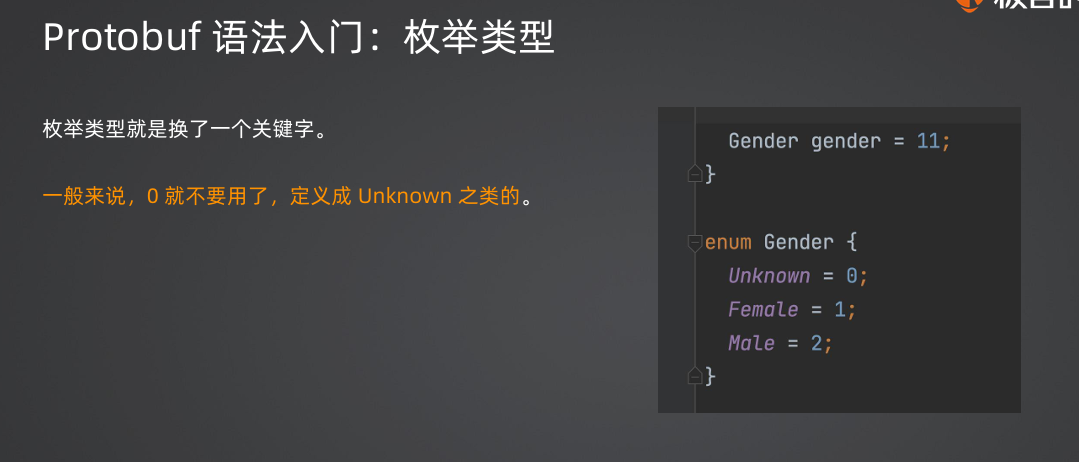 Protobuf 语法入门：枚举类型
枚举类型就是换了一个关键字。
一般来说，0 就不要用了，定义成 Unknown 之类的。
Gender gender = 11;
}
enum Gender {
Unknown = 0;
Female = 1;
Male = 2;
}